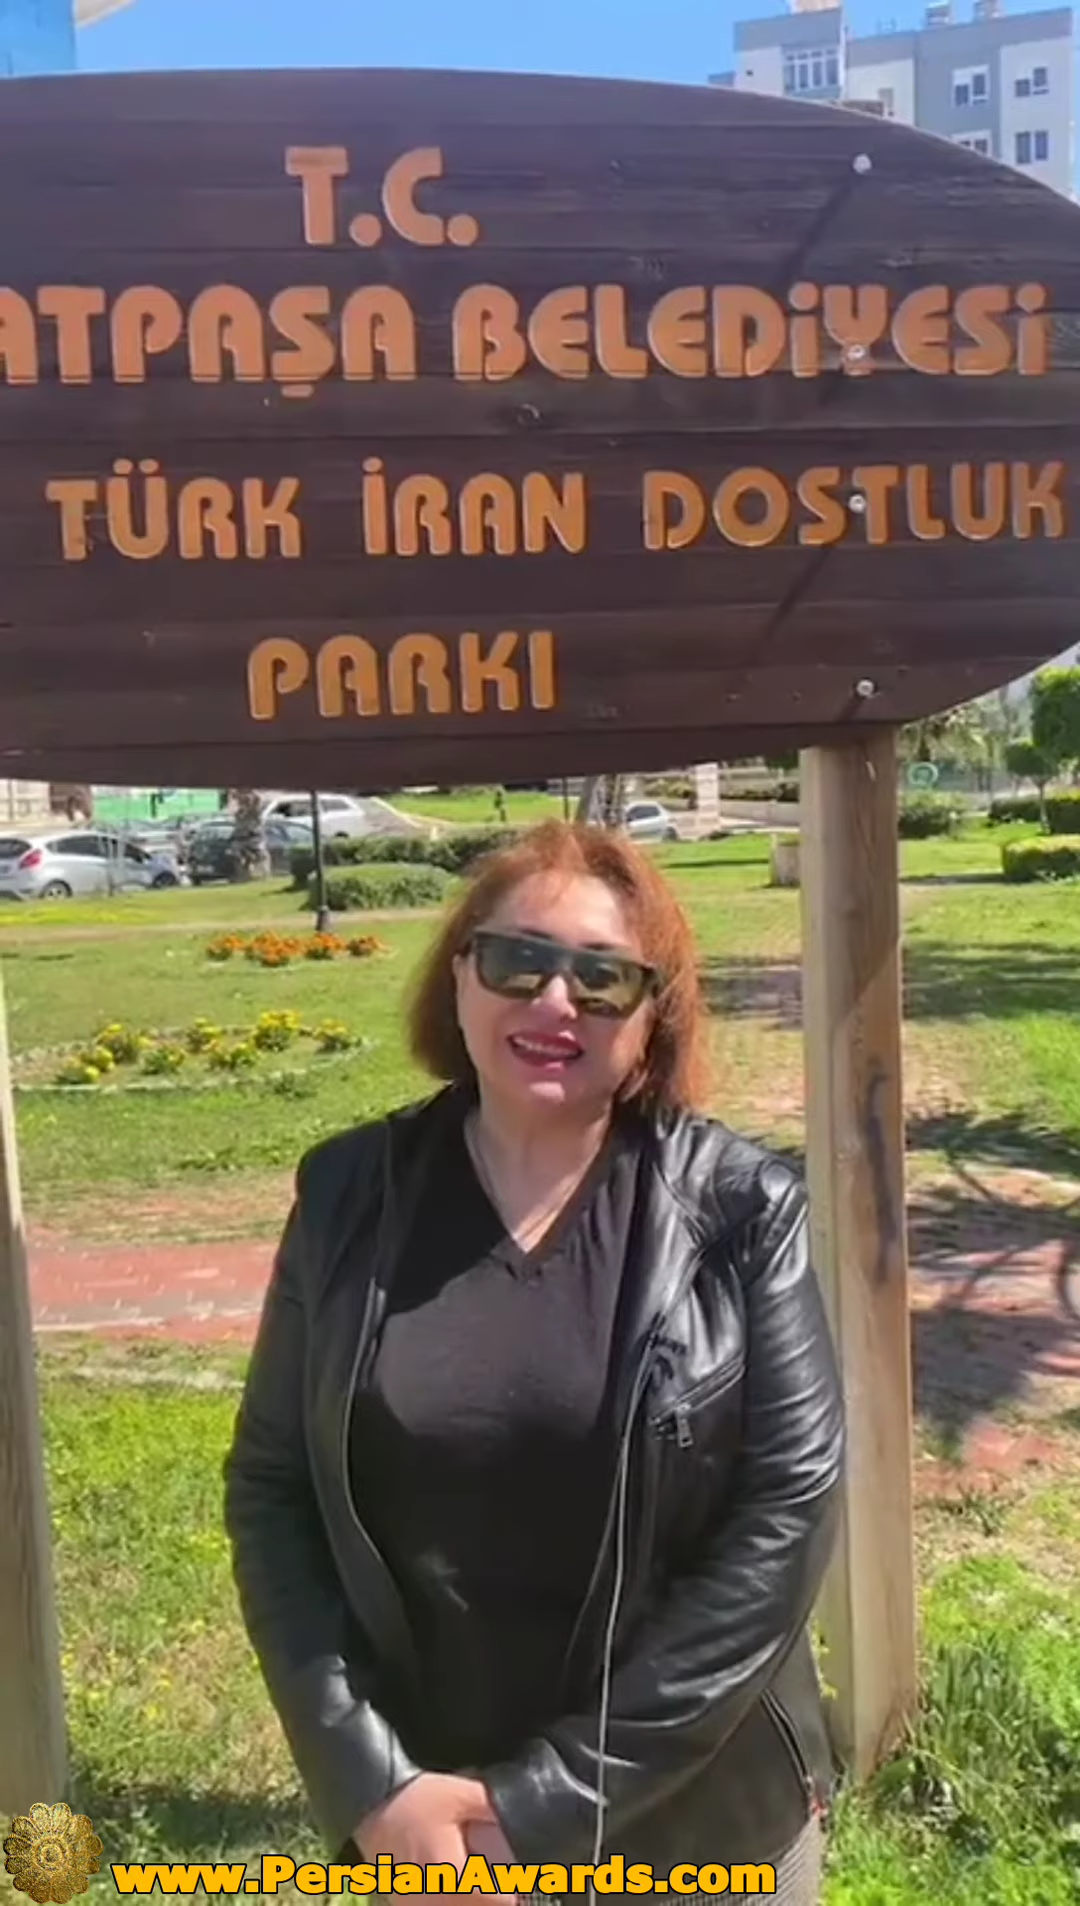 T.C.
ATPAŞA BELEDİYESİ
TÜRK İRAN DOSTLUK
PARKI
www.PersianAwards.com